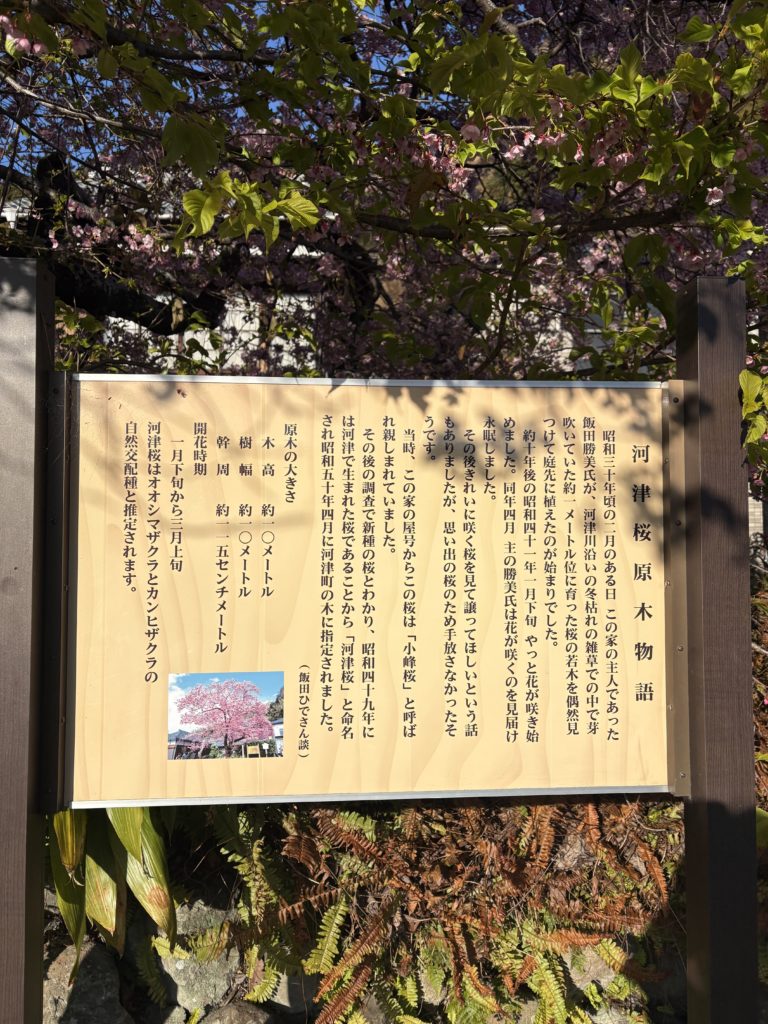 河津桜原木物語
昭和三十年頃の二月のある日 この家の主人であった
飯田勝美氏が、河津川沿いの冬枯れの雑草での中で芽
吹いていた約一メートル位に育った桜の若木を偶然見
つけて庭先に植えたのが始まりでした。
約十年後の昭和四十一年一月下旬 やっと花が咲き始
めました。同年四月 主の勝美氏は花が咲くのを見届け
永眠しました。
その後きれいに咲く桜を見て譲ってほしいという話
もありましたが、思い出の桜のため手放さなかったそ
うです。
当時、この家の屋号からこの桜は「小峰桜」と呼ば
れ親しまれていました。
その後の調査で新種の桜とわかり、昭和四十九年に
は河津で生まれた桜であることから「河津桜」と命名
され昭和五十年四月に河津町の木に指定されました。
(飯田ひでさん談)
原木の大きさ
木 高 約一〇メートル
樹 幅 約一〇メートル
幹 周 約一一五センチメートル
開花時期
一月下旬から三月上旬
河津桜はオオシマザクラとカンヒザクラの
自然交配種と推定されます。